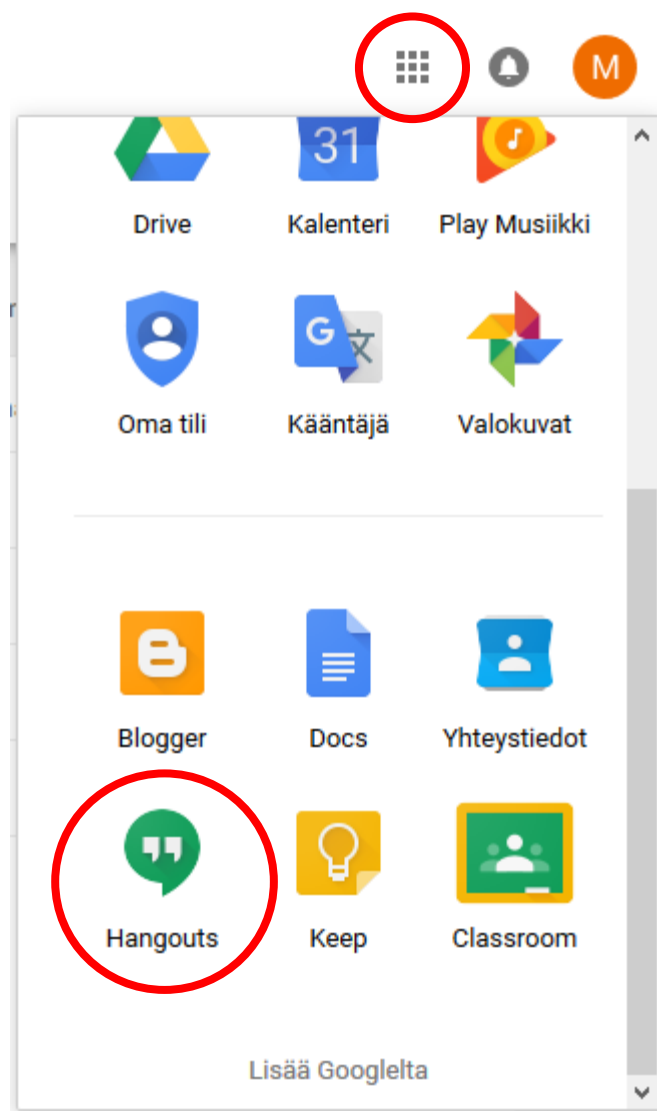 M
31
Drive Kalenteri Play Musiikki
G 文
Oma tili Kääntäjä Valokuvat
Blogger Docs Yhteystiedot
Hangouts Keep Classroom
Lisää Googlelta